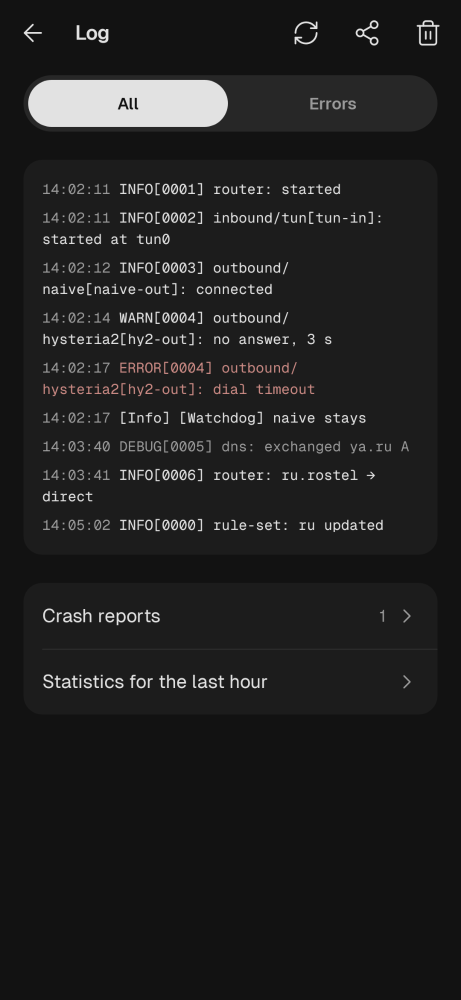 Log
All
Errors
14:02:11 INFO[0001] router: started
14:02:11 INFO[0002] inbound/tun[tun-in]:
started at tun0
14:02:12 INFO[0003] outbound/
naive[naive-out]: connected
14:02:14 WARN[0004] outbound/
hysteria2[hy2-out]: no answer, 3 s
14:02:17 ERROR[0004] outbound/
hysteria2[hy2-out]: dial timeout
14:02:17 [Info] [Watchdog] naive stays
14:03:40 DEBUG[0005] dns: exchanged ya.ru A
14:03:41 INFO[0006] router: ru.rostel →
direct
14:05:02 INFO[0000] rule-set: ru updated
Crash reports 1
Statistics for the last hour